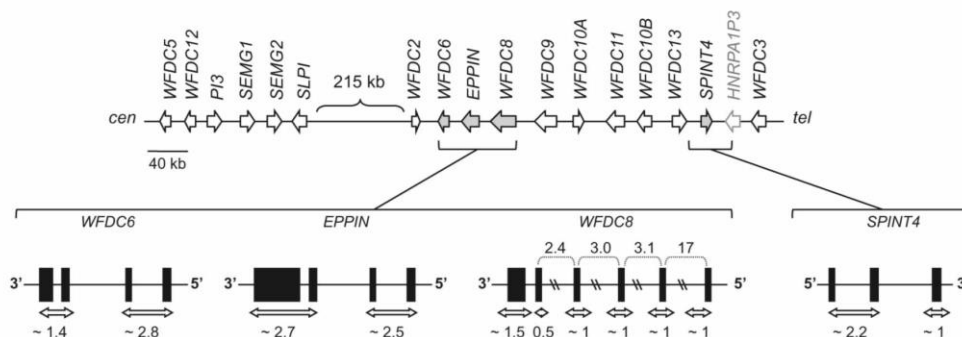 WFDC5 WFDC12 PI3 SEMG1 SEMG2 SLPI WFDC2 WFDC6 EPPIN WFDC8 WFDC9 WFDC10A WFDC11 WFDC10B WFDC13 SPINT4 HNRPA1P3 WFDC3
215 kb
cen tel
40 kb
WFDC6 EPPIN WFDC8 SPINT4
2.4 3.0 3.1 17
3' 5' 3' 5' 3' 5' 5' 3'
~ 1.4 ~ 2.8 ~ 2.7 ~ 2.5 ~ 1.5 0.5 ~ 1 ~ 1 ~ 1 ~ 1 ~ 2.2 ~ 1